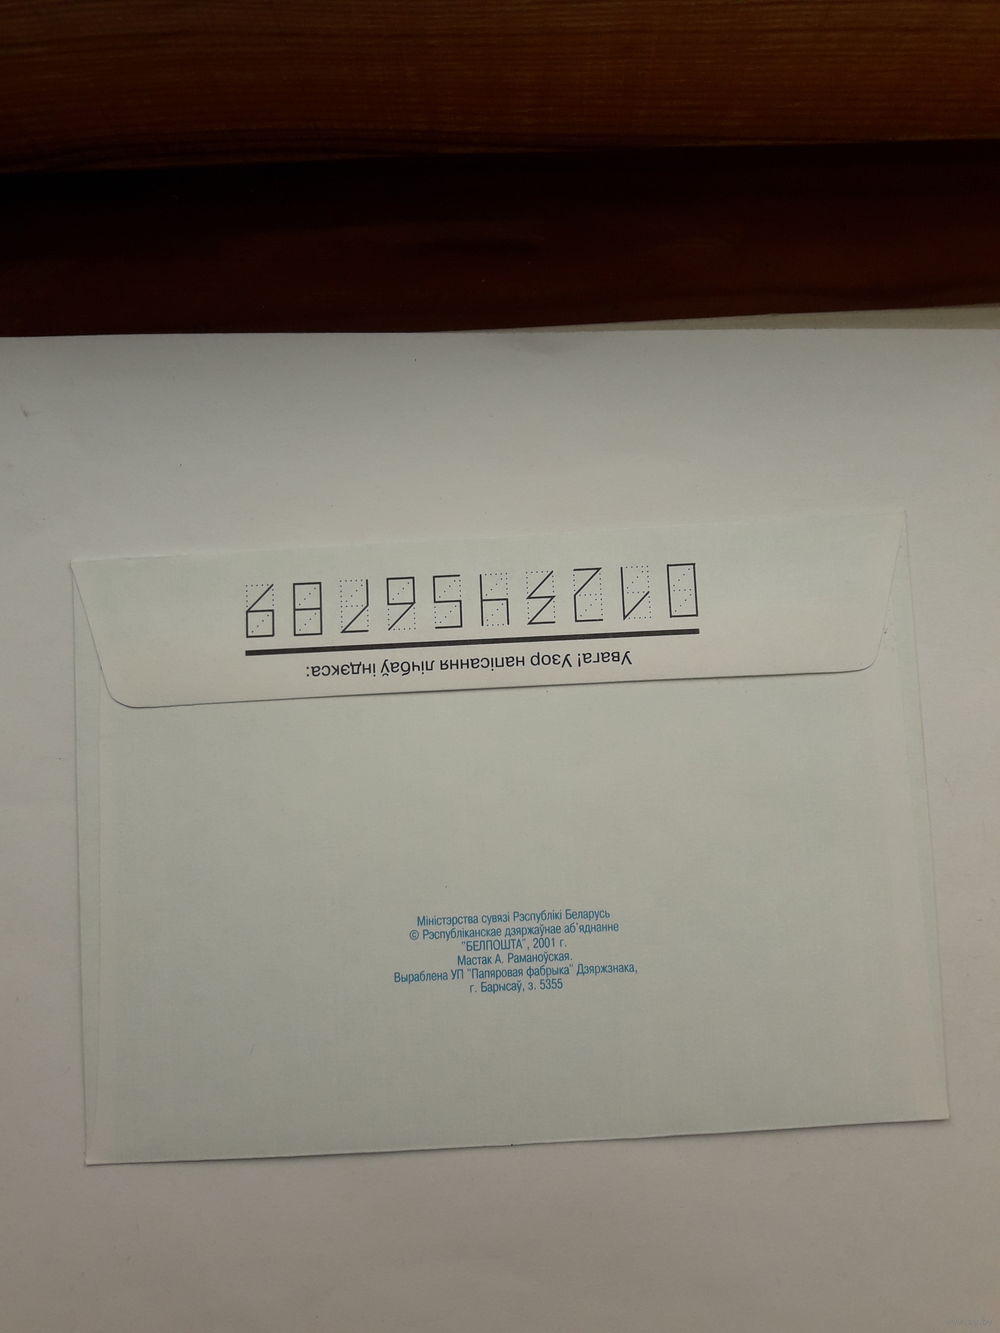 Увага! Узор напісання лічбаў індэкса:
0123456789
Міністэрства сувязі Рэспублікі Беларусь
© Рэспубліканскае дзяржаўнае аб'яднанне
"БЕЛПОШТА", 2001 г.
Мастак А. Раманоўская.
Выраблена УП "Папяровая фабрыка" Дзяржзнака,
г. Барысаў, з. 5355